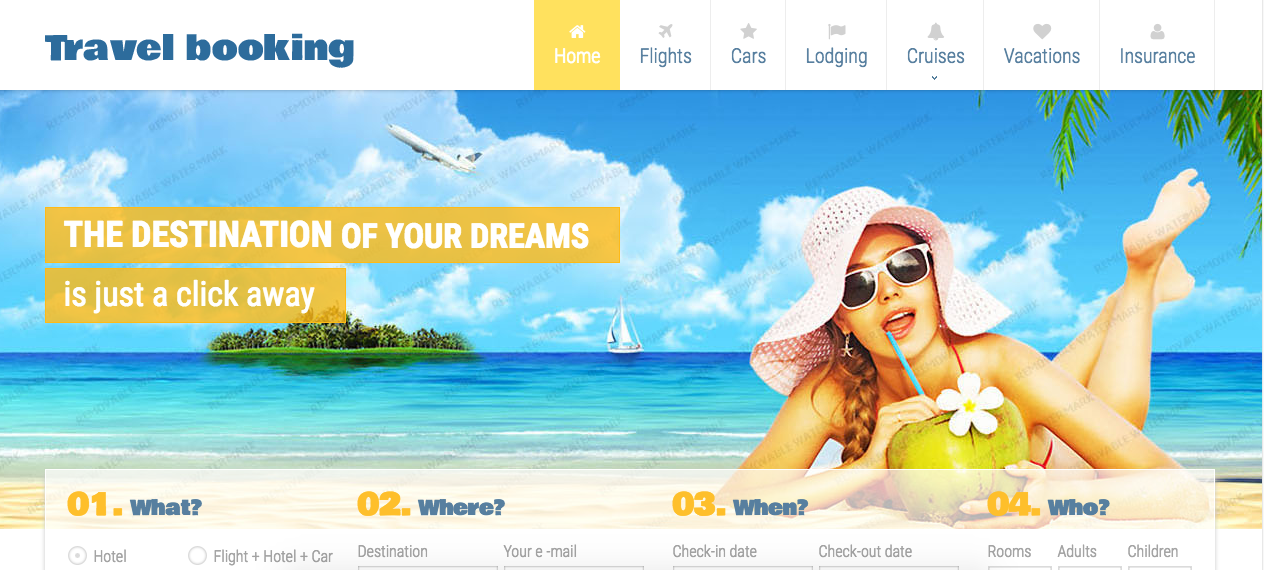 Travel booking
Home Flights Cars Lodging Cruises Vacations Insurance
THE DESTINATION OF YOUR DREAMS
is just a click away
REMOVABLE WATERMARK
01. What? 02. Where? 03. When? 04. Who?
Hotel Flight + Hotel + Car Destination Your e -mail Check-in date Check-out date Rooms Adults Children